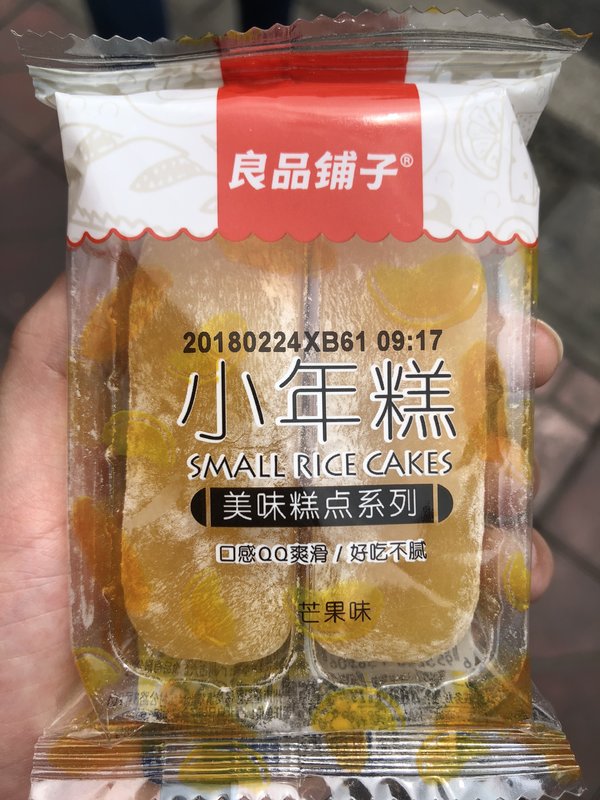 良品铺子®
20180224XB61 09:17
小年糕
SMALL RICE CAKES
美味糕点系列
口感QQ爽滑/好吃不腻
芒果味